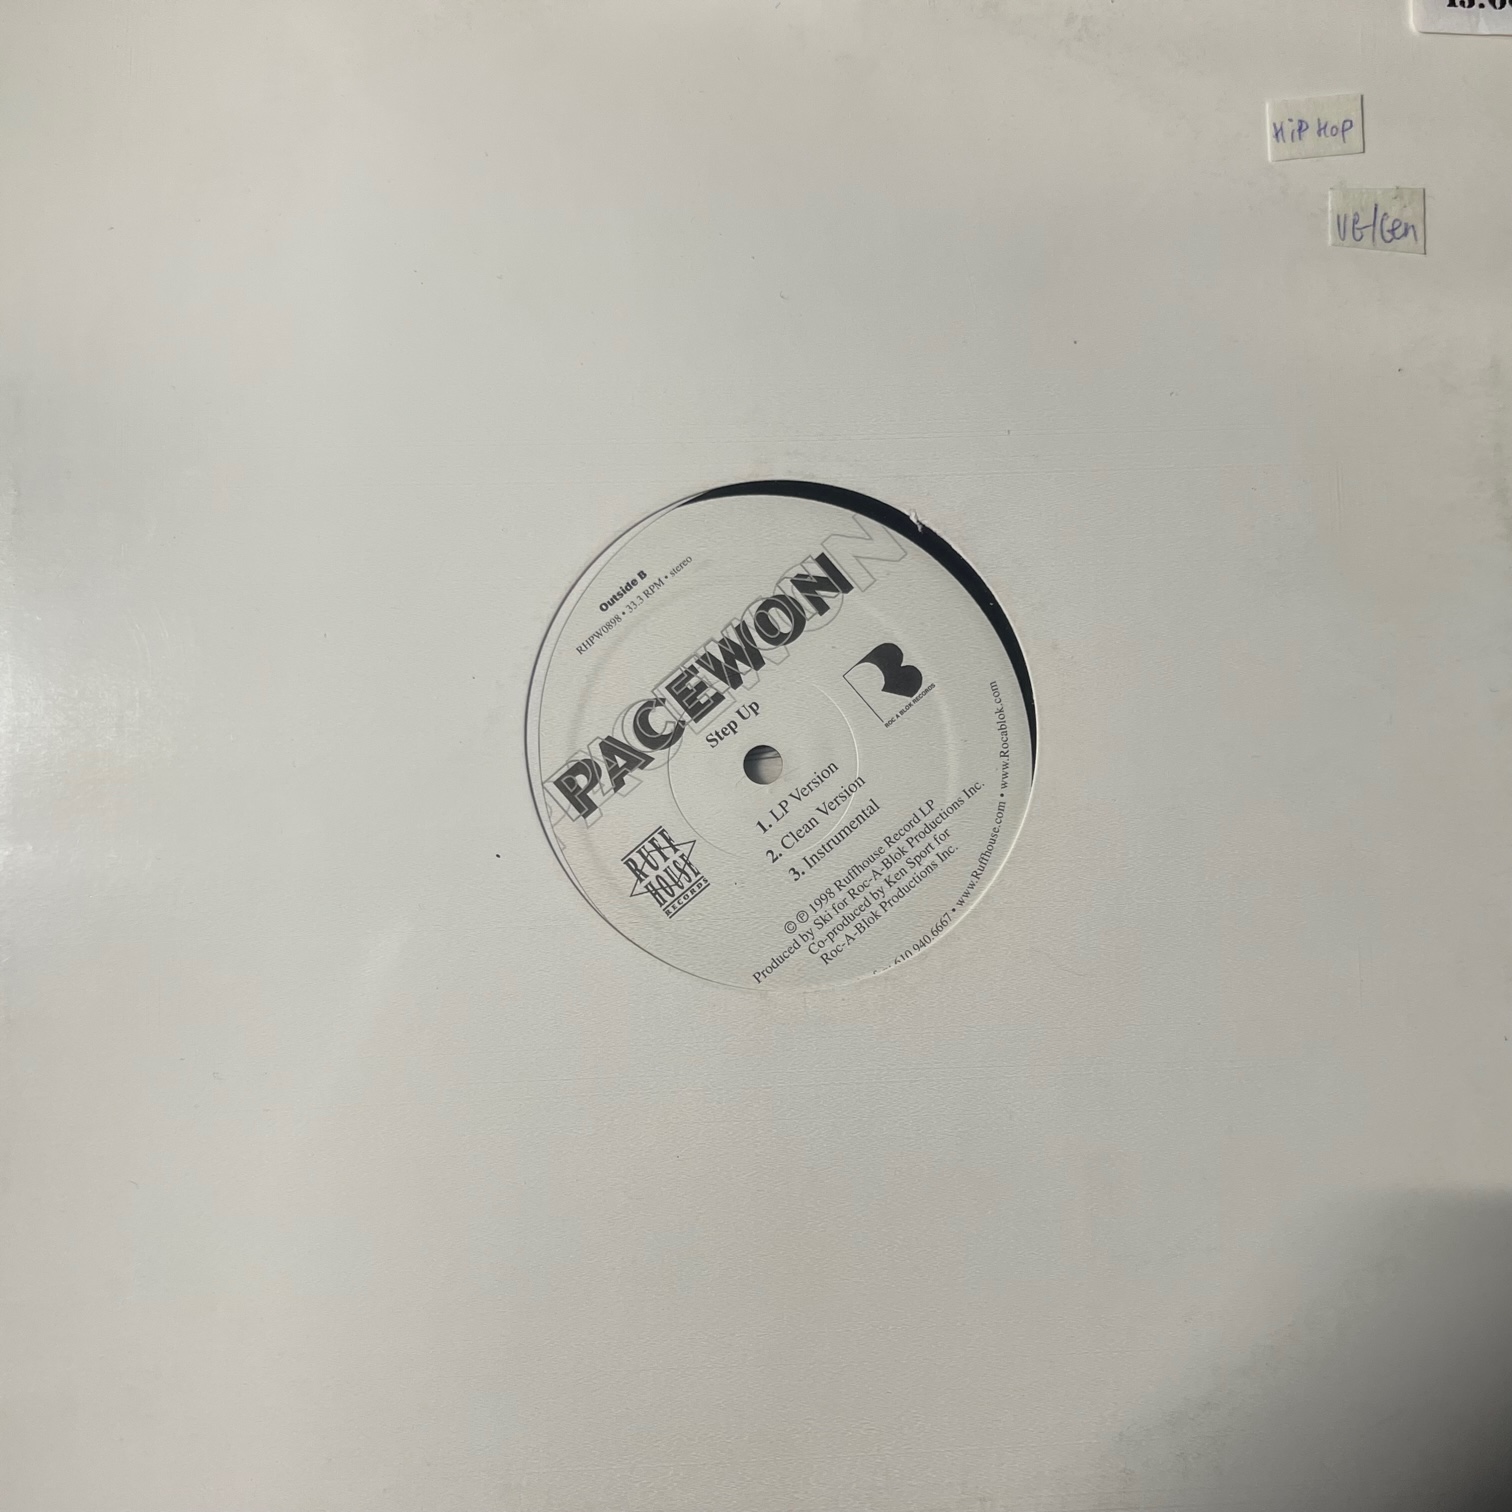 HiP HoP
VG-/Gen
Outside B
RHPW0898 • 33.3 RPM • stereo
PACEWON
Step Up
ROC A BLOK RECORDS
1. LP Version
2. Clean Version
3. Instrumental
RUFF
HOUSE
RECORDS
© ℗ 1998 Ruffhouse Record LP
Produced by Ski for Roc-A-Blok Productions Inc.
Co-produced by Ken Sport for
Roc-A-Blok Productions Inc.
610.940.6667 • www.Ruffhouse.com • www.Rocablok.com